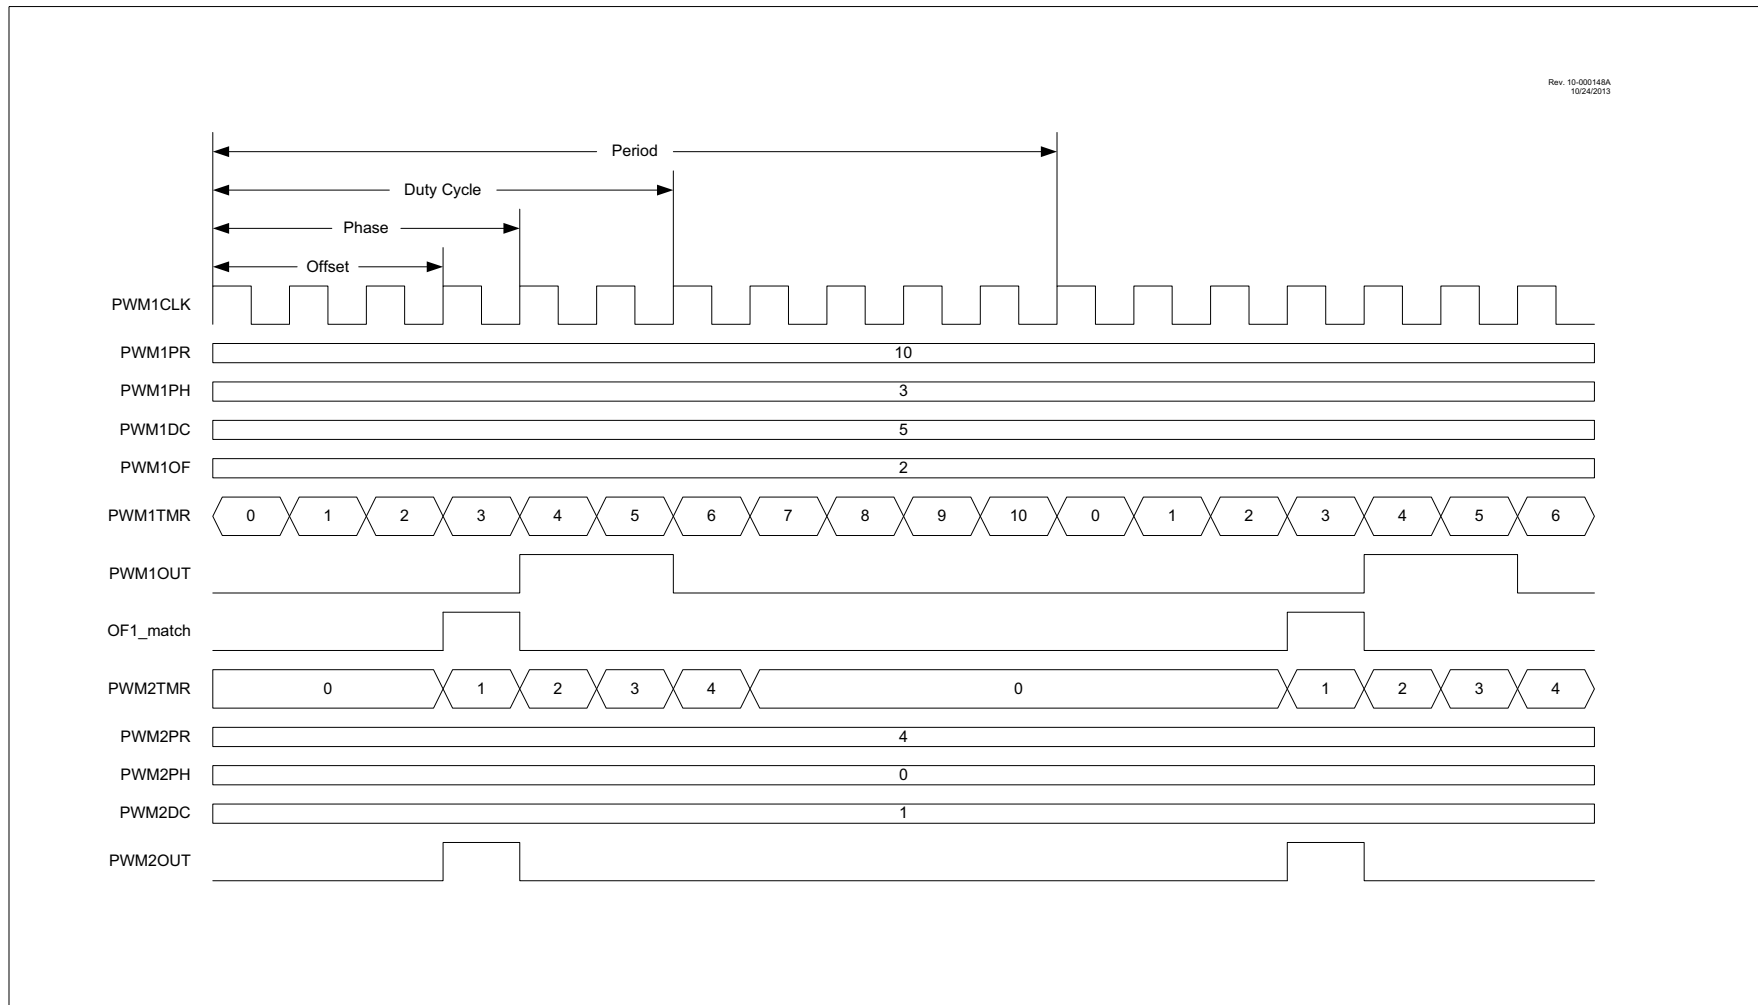 Rev. 10-000148A
10/24/2013
Period
Duty Cycle
Phase
Offset
PWM1CLK
PWM1PR 10
PWM1PH 3
PWM1DC 5
PWM1OF 2
PWM1TMR 0 1 2 3 4 5 6 7 8 9 10 0 1 2 3 4 5 6
PWM1OUT
OF1_match
PWM2TMR 0 1 2 3 4 0 1 2 3 4
PWM2PR 4
PWM2PH 0
PWM2DC 1
PWM2OUT